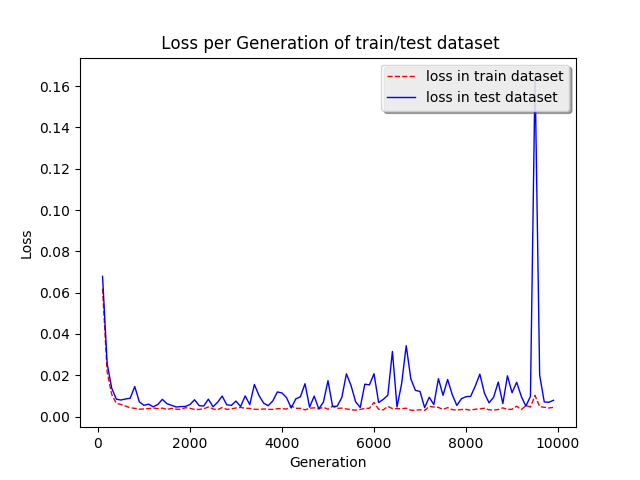 Loss per Generation of train/test dataset
loss in train dataset
loss in test dataset
0.16
0.14
0.12
0.10
0.08
0.06
0.04
0.02
0.00
Loss
0 2000 4000 6000 8000 10000
Generation